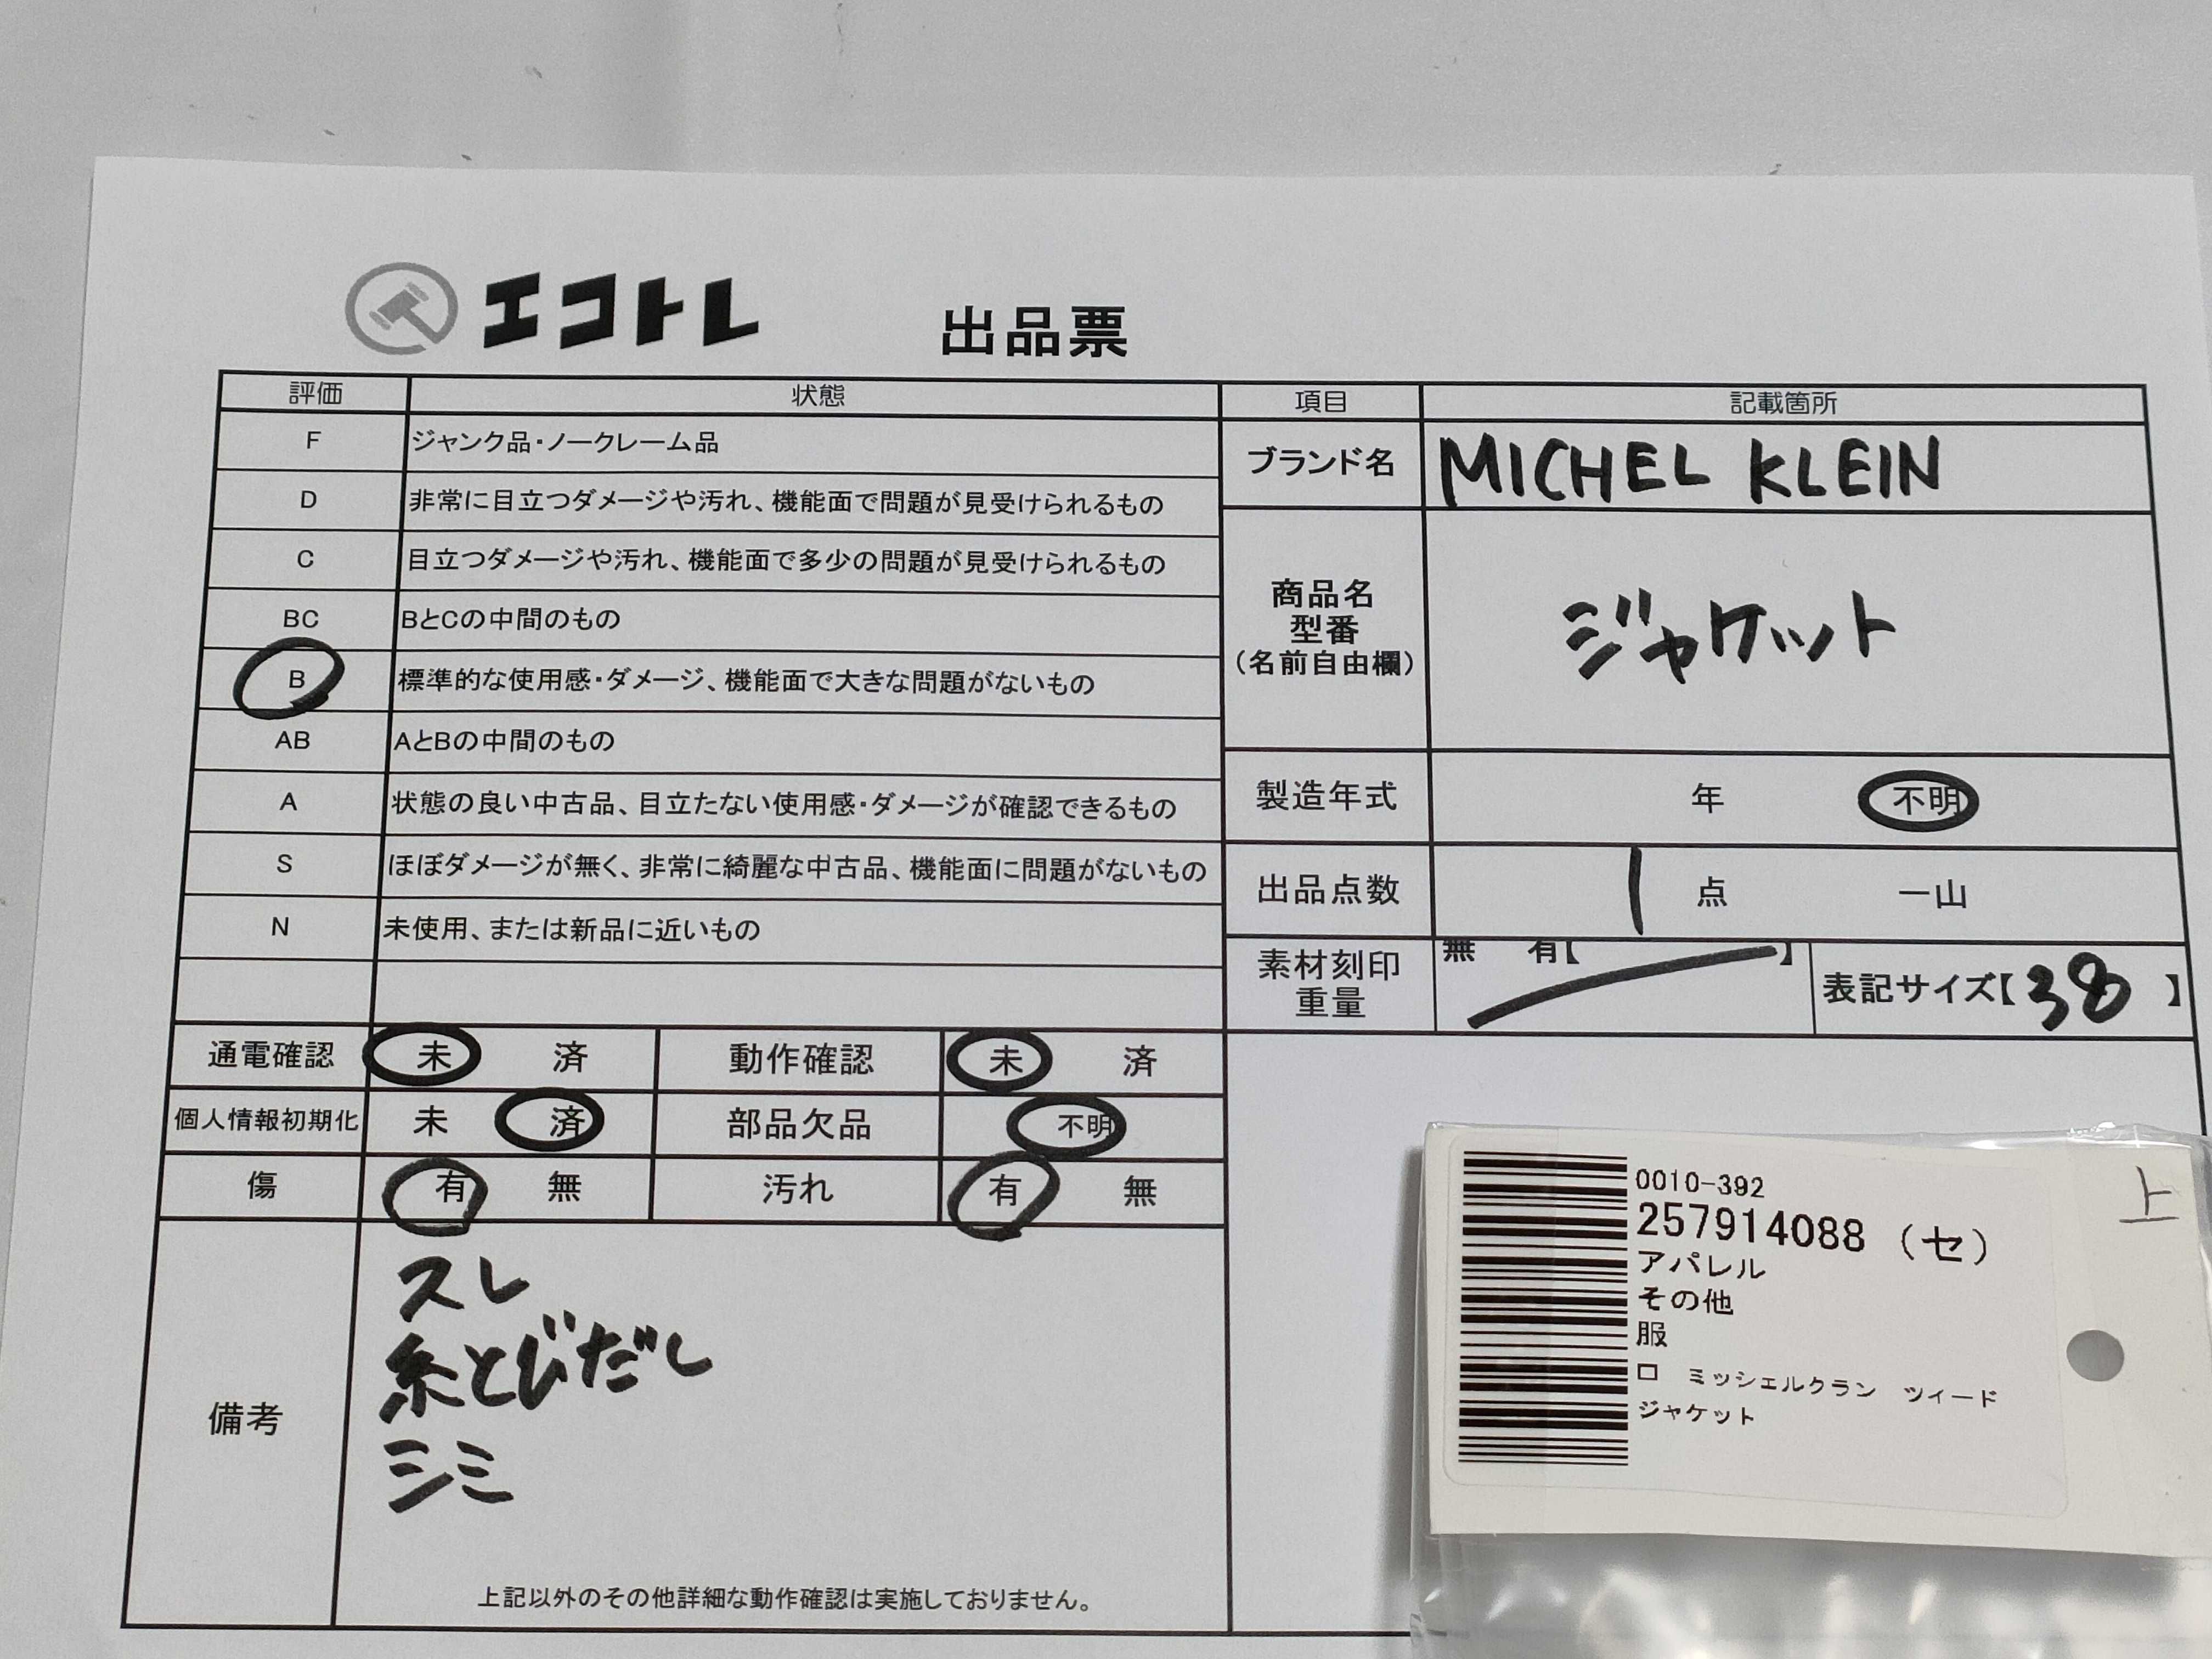 エコトレ
出品票
評価 状態
F ジャンク品・ノークレーム品
D 非常に目立つダメージや汚れ、機能面で問題が見受けられるもの
C 目立つダメージや汚れ、機能面で多少の問題が見受けられるもの
BC BとCの中間のもの
B 標準的な使用感・ダメージ、機能面で大きな問題がないもの
AB AとBの中間のもの
A 状態の良い中古品、目立たない使用感・ダメージが確認できるもの
S ほぼダメージが無く、非常に綺麗な中古品、機能面に問題がないもの
N 未使用、または新品に近いもの
通電確認 未 済 動作確認 未 済
個人情報初期化 未 済 部品欠品 不明
傷 有 無 汚れ 有 無
備考
スレ
糸とびだし
シミ
上記以外のその他詳細な動作確認は実施しておりません。
項目 記載箇所
ブランド名 MICHEL KLEIN
商品名
型番
(名前自由欄)
ジャケット
製造年式 年 不明
出品点数 1 点 一山
素材刻印
重量
無 有【 】
表記サイズ【38 】
上
0010-392
257914088 (セ)
アパレル
その他
服
ロ ミッシェルクラン ツィード
ジャケット